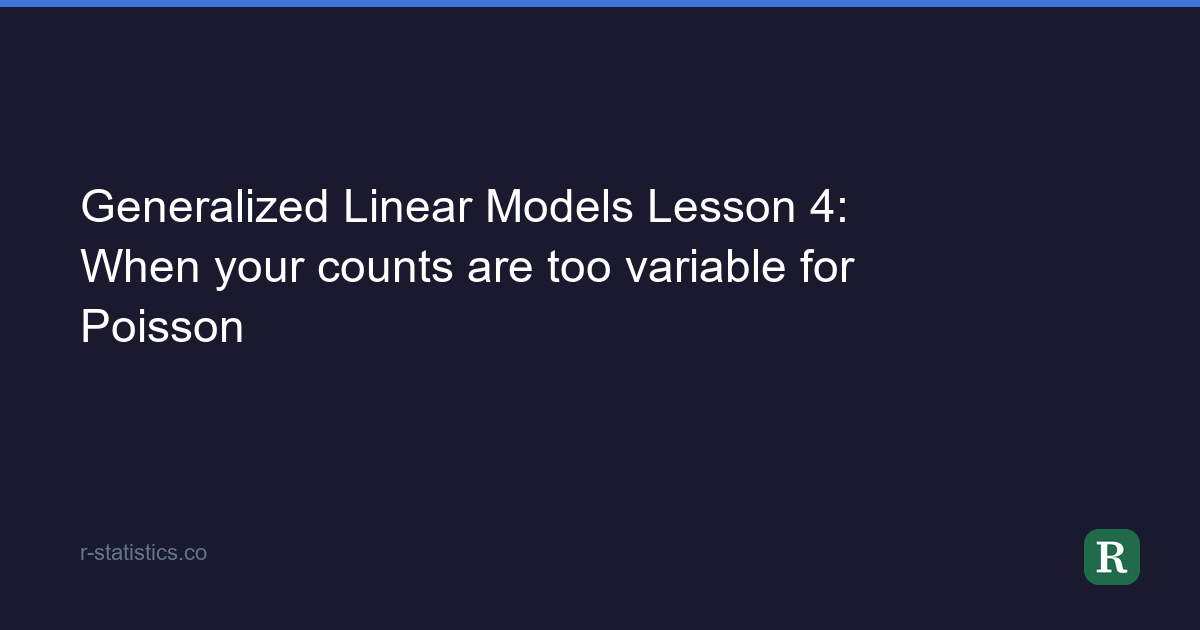 Generalized Linear Models Lesson 4:
When your counts are too variable for
Poisson
r-statistics.co
R